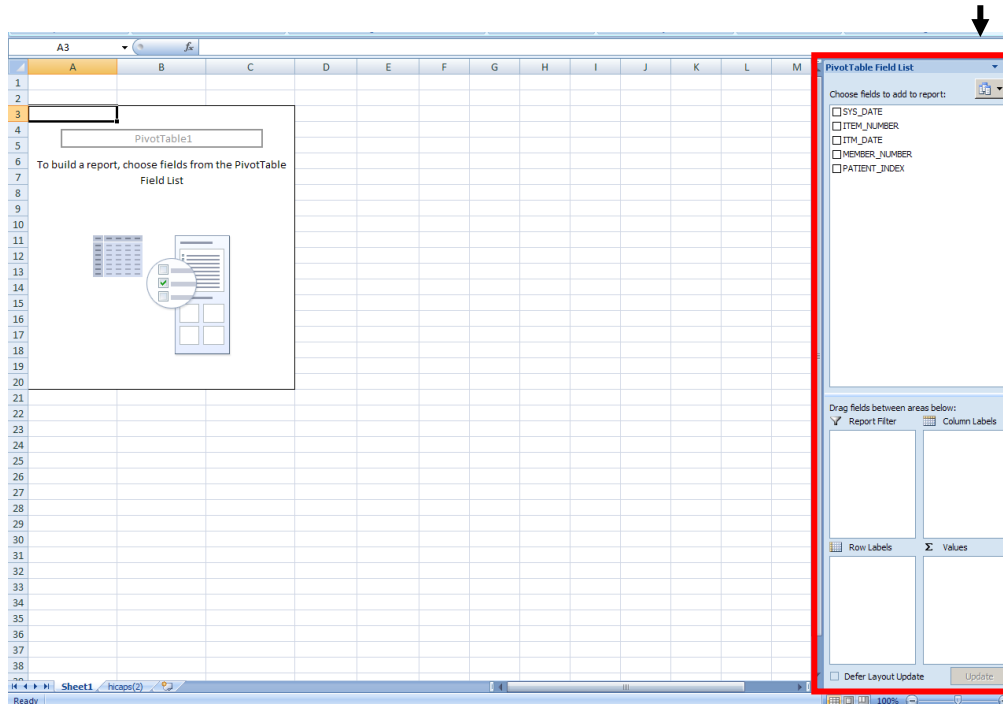 A3 fx
A B C D E F G H I J K L M
1
2
3
4
5
6
7
8
9
10
11
12
13
14
15
16
17
18
19
20
21
22
23
24
25
26
27
28
29
30
31
32
33
34
35
36
37
38
PivotTable1
To build a report, choose fields from the PivotTable
Field List
PivotTable Field List
Choose fields to add to report:
SYS_DATE
ITEM_NUMBER
ITM_DATE
MEMBER_NUMBER
PATIENT_INDEX
Drag fields between areas below:
Report Filter Column Labels
Row Labels Σ Values
Defer Layout Update Update
Sheet1 hicaps(2)
Ready 100%